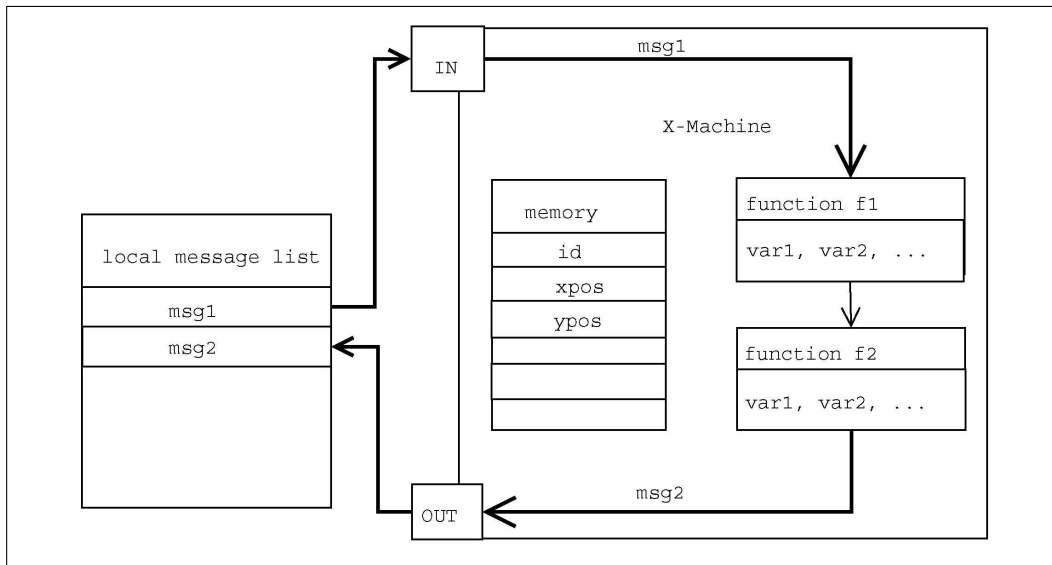 IN
msg1
X-Machine
local message list
msg1
msg2
memory
id
xpos
ypos
function f1
var1, var2, ...
function f2
var1, var2, ...
OUT
msg2